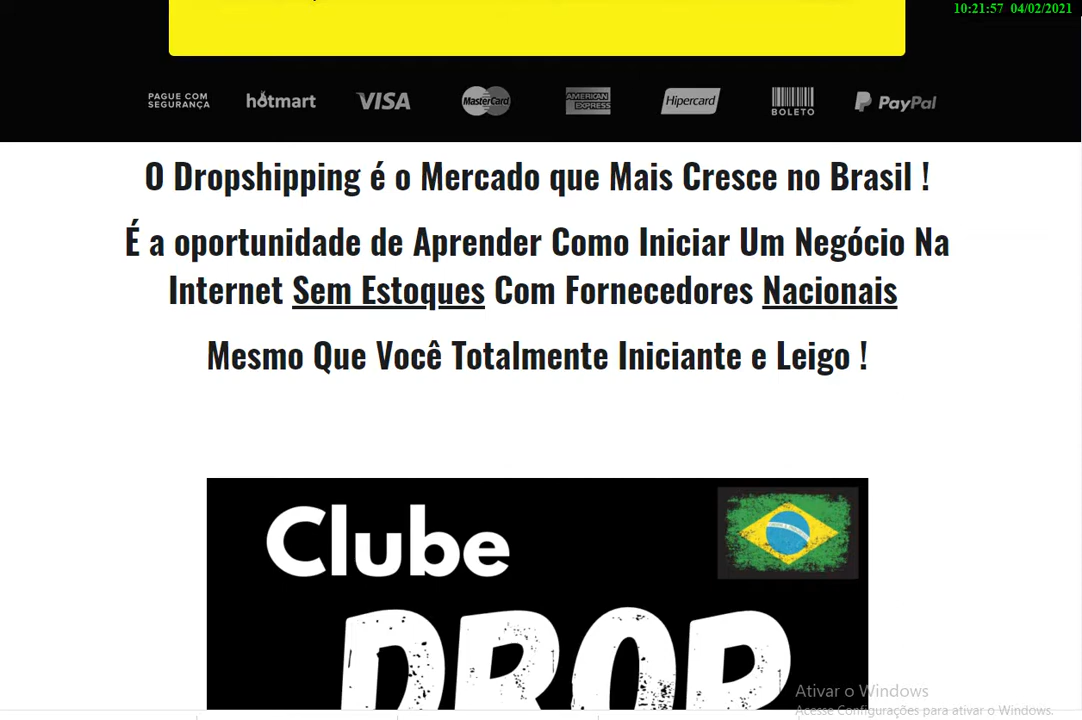 10:21:57 04/02/2021
PAGUE COM
SEGURANÇA
hotmart
VISA
MasterCard
AMERICAN
EXPRESS
Hipercard
BOLETO
PayPal
O Dropshipping é o Mercado que Mais Cresce no Brasil !
É a oportunidade de Aprender Como Iniciar Um Negócio Na
Internet Sem Estoques Com Fornecedores Nacionais
Mesmo Que Você Totalmente Iniciante e Leigo !
Clube
DROP
Ativar o Windows
Acesse Configurações para ativar o Windows.